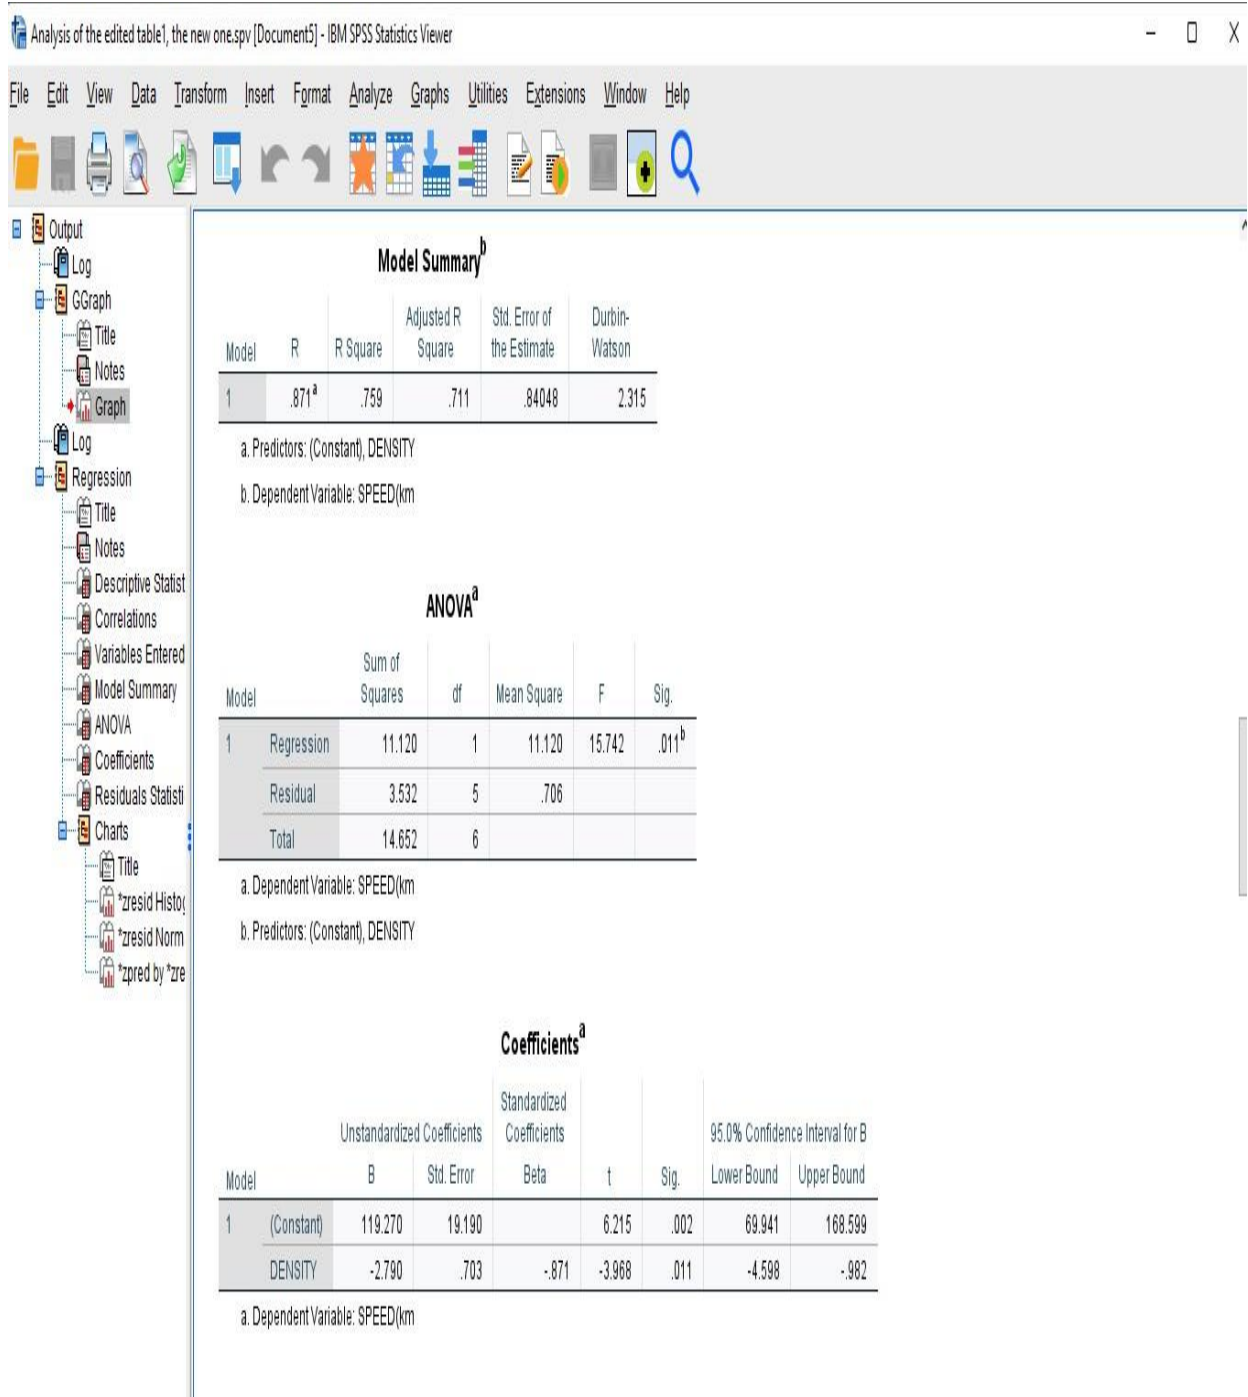 Analysis of the edited table1, the new one.spv [Document5] - IBM SPSS Statistics Viewer
File Edit View Data Transform Insert Format Analyze Graphs Utilities Extensions Window Help
Output
Log
GGraph
Title
Notes
Graph
Log
Regression
Title
Notes
Descriptive Statist
Correlations
Variables Entered
Model Summary
ANOVA
Coefficients
Residuals Statisti
Charts
Title
*zresid Histog
*zresid Norm
*zpred by *zre
Model Summary b
Adjusted R Std. Error of Durbin-
Model R R Square Square the Estimate Watson
1 .871 a .759 .711 .84048 2.315
a. Predictors: (Constant), DENSITY
b. Dependent Variable: SPEED(km
ANOVA a
Sum of
Model Squares df Mean Square F Sig.
1 Regression 11.120 1 11.120 15.742 .011 b
Residual 3.532 5 .706
Total 14.652 6
a. Dependent Variable: SPEED(km
b. Predictors: (Constant), DENSITY
Coefficients a
Standardized
Unstandardized Coefficients Coefficients 95.0% Confidence Interval for B
Model B Std. Error Beta t Sig. Lower Bound Upper Bound
1 (Constant) 119.270 19.190 6.215 .002 69.941 168.599
DENSITY -2.790 .703 -.871 -3.968 .011 -4.598 -.982
a. Dependent Variable: SPEED(km